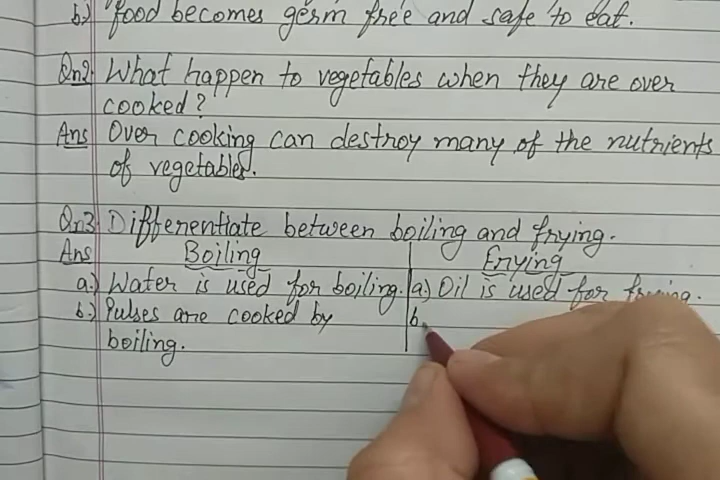 b.) food becomes germ free and safe to eat.
Qn2. What happen to vegetables when they are over
cooked?
Ans Over cooking can destroy many of the nutrients
of vegetables.
Qn3. Differentiate between boiling and frying.
Ans Boiling Frying
a.) Water is used for boiling. a.) Oil is used for frying.
b.) Pulses are cooked by b.
boiling.